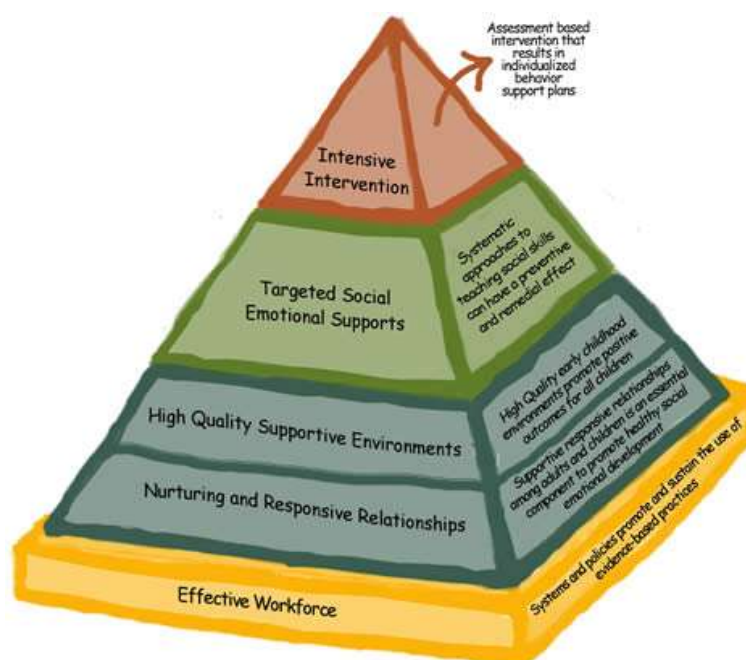 Assessment based
intervention that
results in
individualized
behavior
support plans
Intensive
Intervention
Systematic
approaches to
teaching social skills
can have a preventive
and remedial effect
Targeted Social
Emotional Supports
High Quality early childhood
environments promote positive
outcomes for all children
High Quality Supportive Environments
Supportive responsive relationships
among adults and children is an essential
component to promote healthy social
emotional development
Nurturing and Responsive Relationships
Systems and policies promote and sustain the use of
evidence-based practices
Effective Workforce